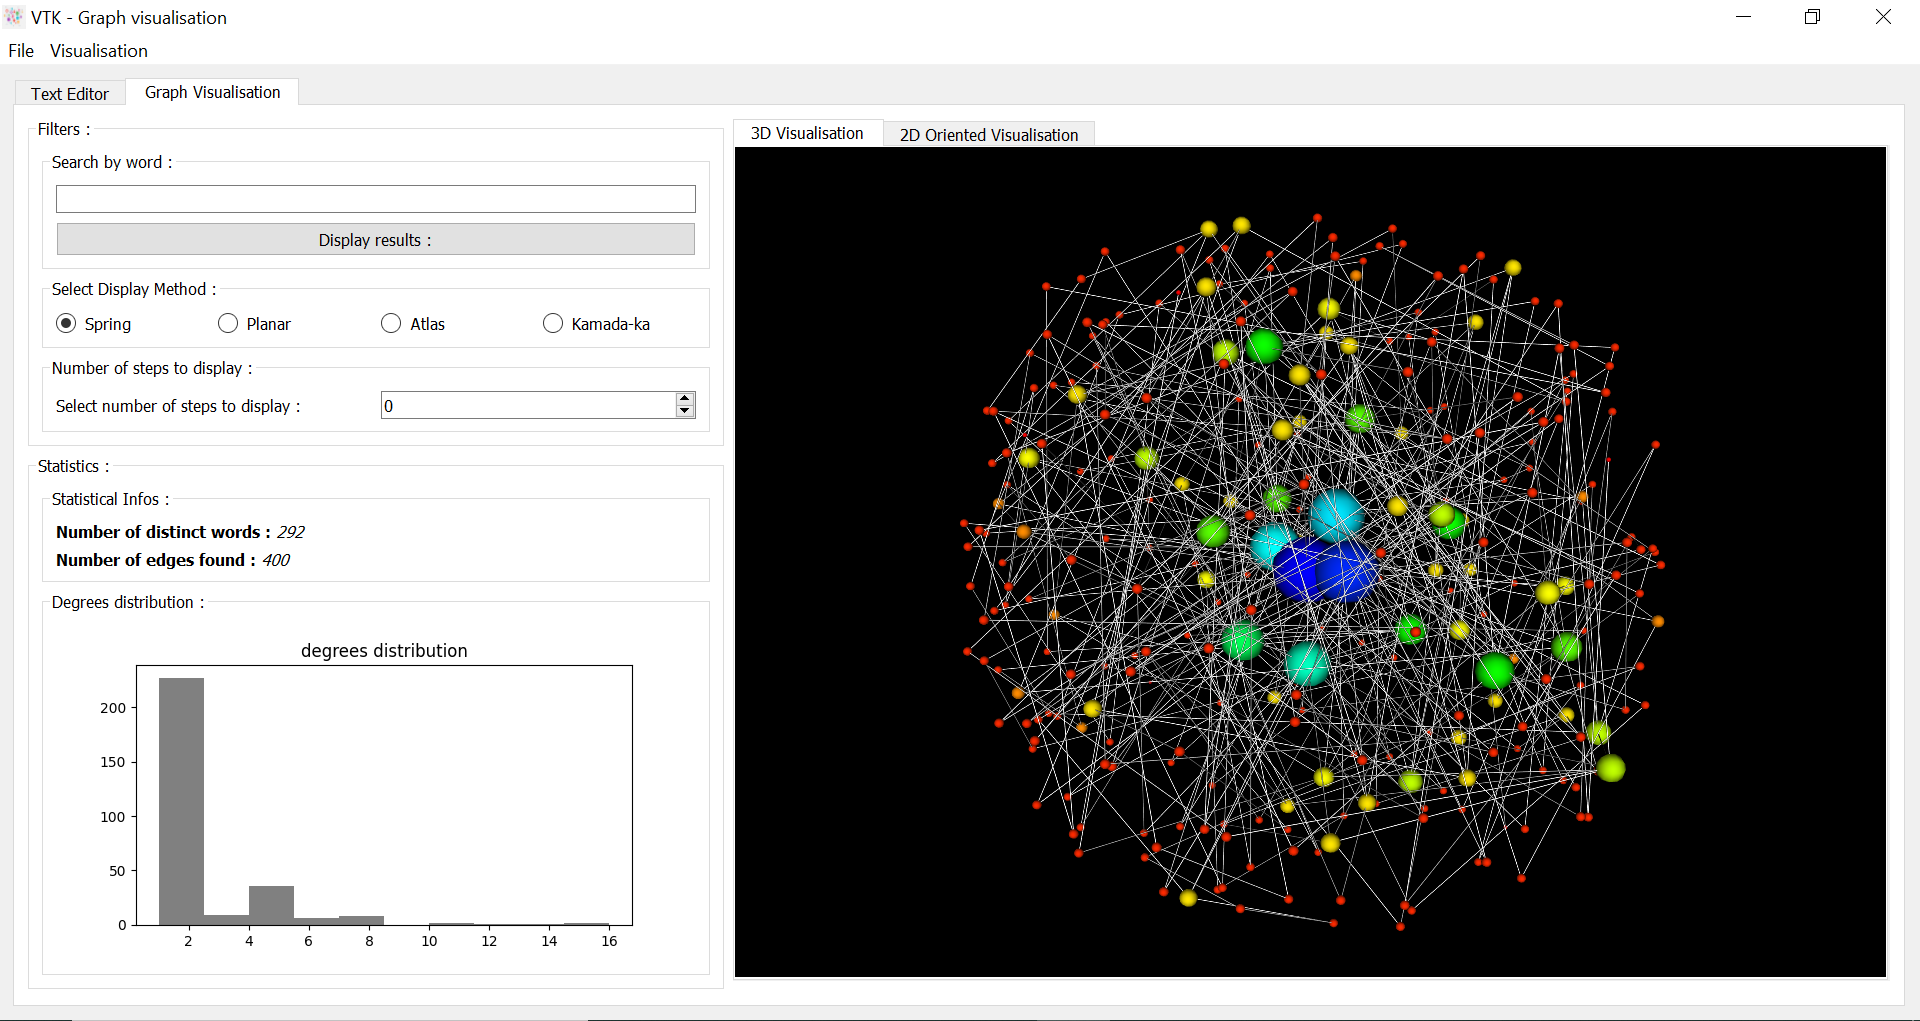 VTK - Graph visualisation
File Visualisation
Text Editor Graph Visualisation
Filters :
Search by word :
Display results :
Select Display Method :
Spring Planar Atlas Kamada-ka
Number of steps to display :
Select number of steps to display : 0
Statistics :
Statistical Infos :
Number of distinct words : 292
Number of edges found : 400
Degrees distribution :
degrees distribution
200
150
100
50
0
2 4 6 8 10 12 14 16
3D Visualisation 2D Oriented Visualisation